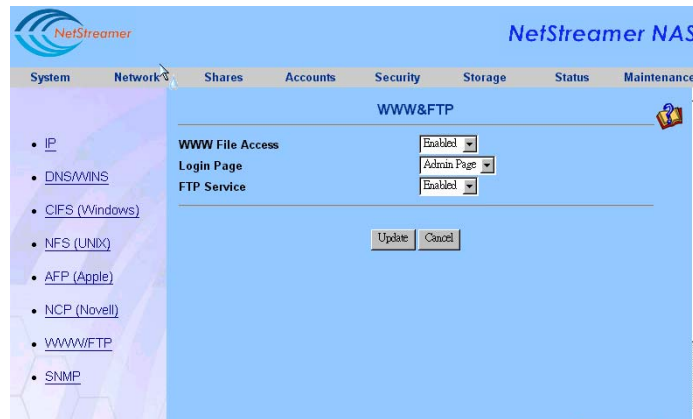 NetStreamer
NetStreamer NAS
System Network Shares Accounts Security Storage Status Maintenance
WWW&FTP
IP
DNS/WINS
CIFS (Windows)
NFS (UNIX)
AFP (Apple)
NCP (Novell)
WWW/FTP
SNMP
WWW File Access Enabled
Login Page Admin Page
FTP Service Enabled
Update Cancel